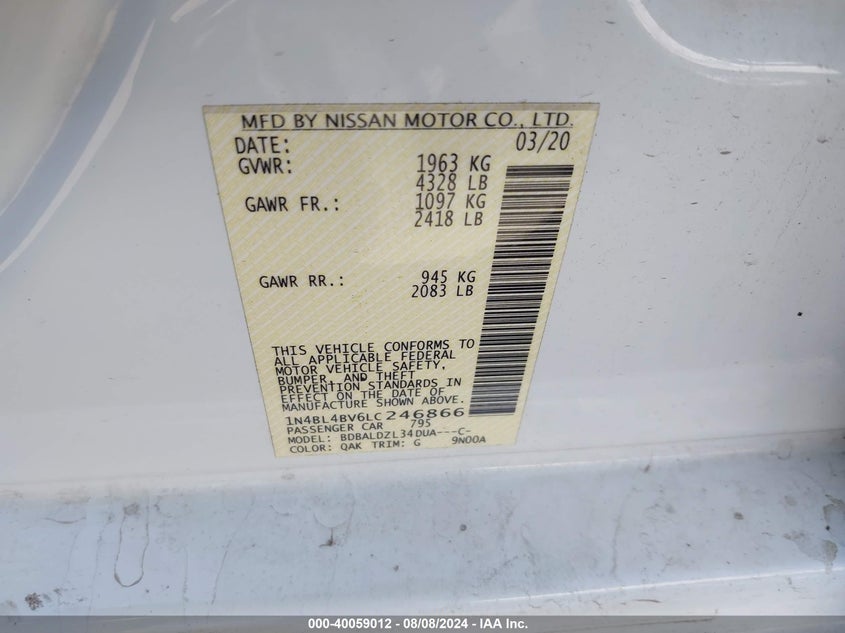 MFD BY NISSAN MOTOR CO., LTD.
DATE: 03/20
GVWR: 1963 KG
4328 LB
GAWR FR.: 1097 KG
2418 LB
GAWR RR.: 945 KG
2083 LB
THIS VEHICLE CONFORMS TO
ALL APPLICABLE FEDERAL
MOTOR VEHICLE SAFETY,
BUMPER, AND THEFT
PREVENTION STANDARDS IN
EFFECT ON THE DATE OF
MANUFACTURE SHOWN ABOVE.
1N4BL4BV6LC246866
PASSENGER CAR 795
MODEL: BDBALDZL34DUA---C-
COLOR: QAK TRIM: G 9N00A
000-40059012 - 08/08/2024 - IAA Inc.